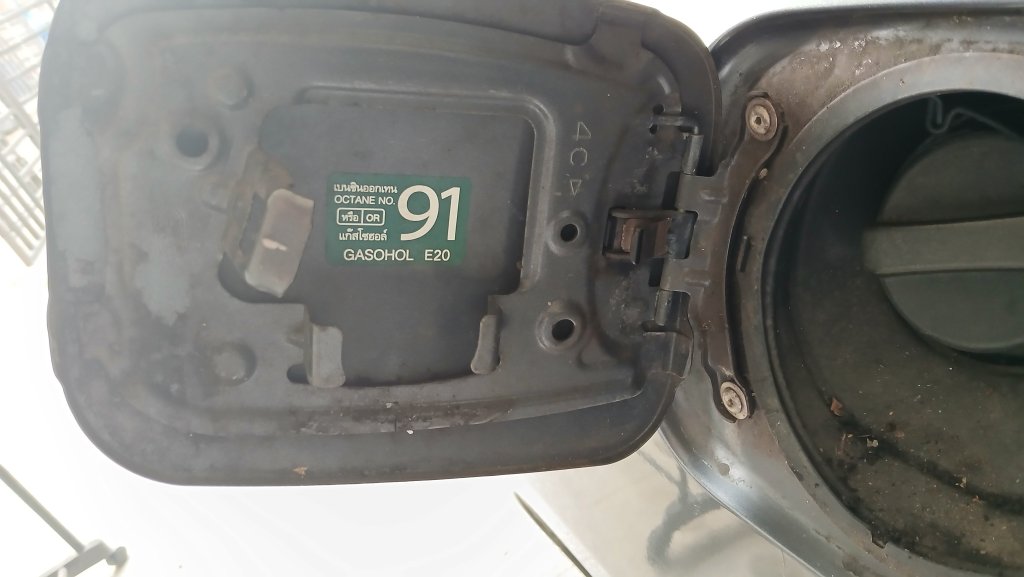 เบนซินออกเทน
OCTANE NO. 91
หรือ OR
แก๊สโซฮอล์
GASOHOL E20